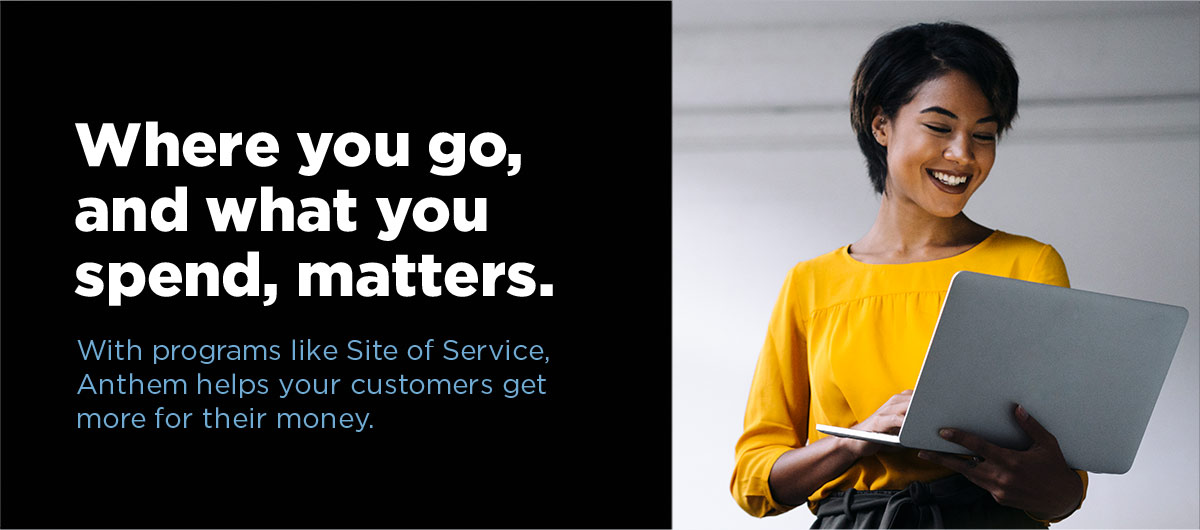 Where you go,
and what you
spend, matters.
With programs like Site of Service,
Anthem helps your customers get
more for their money.